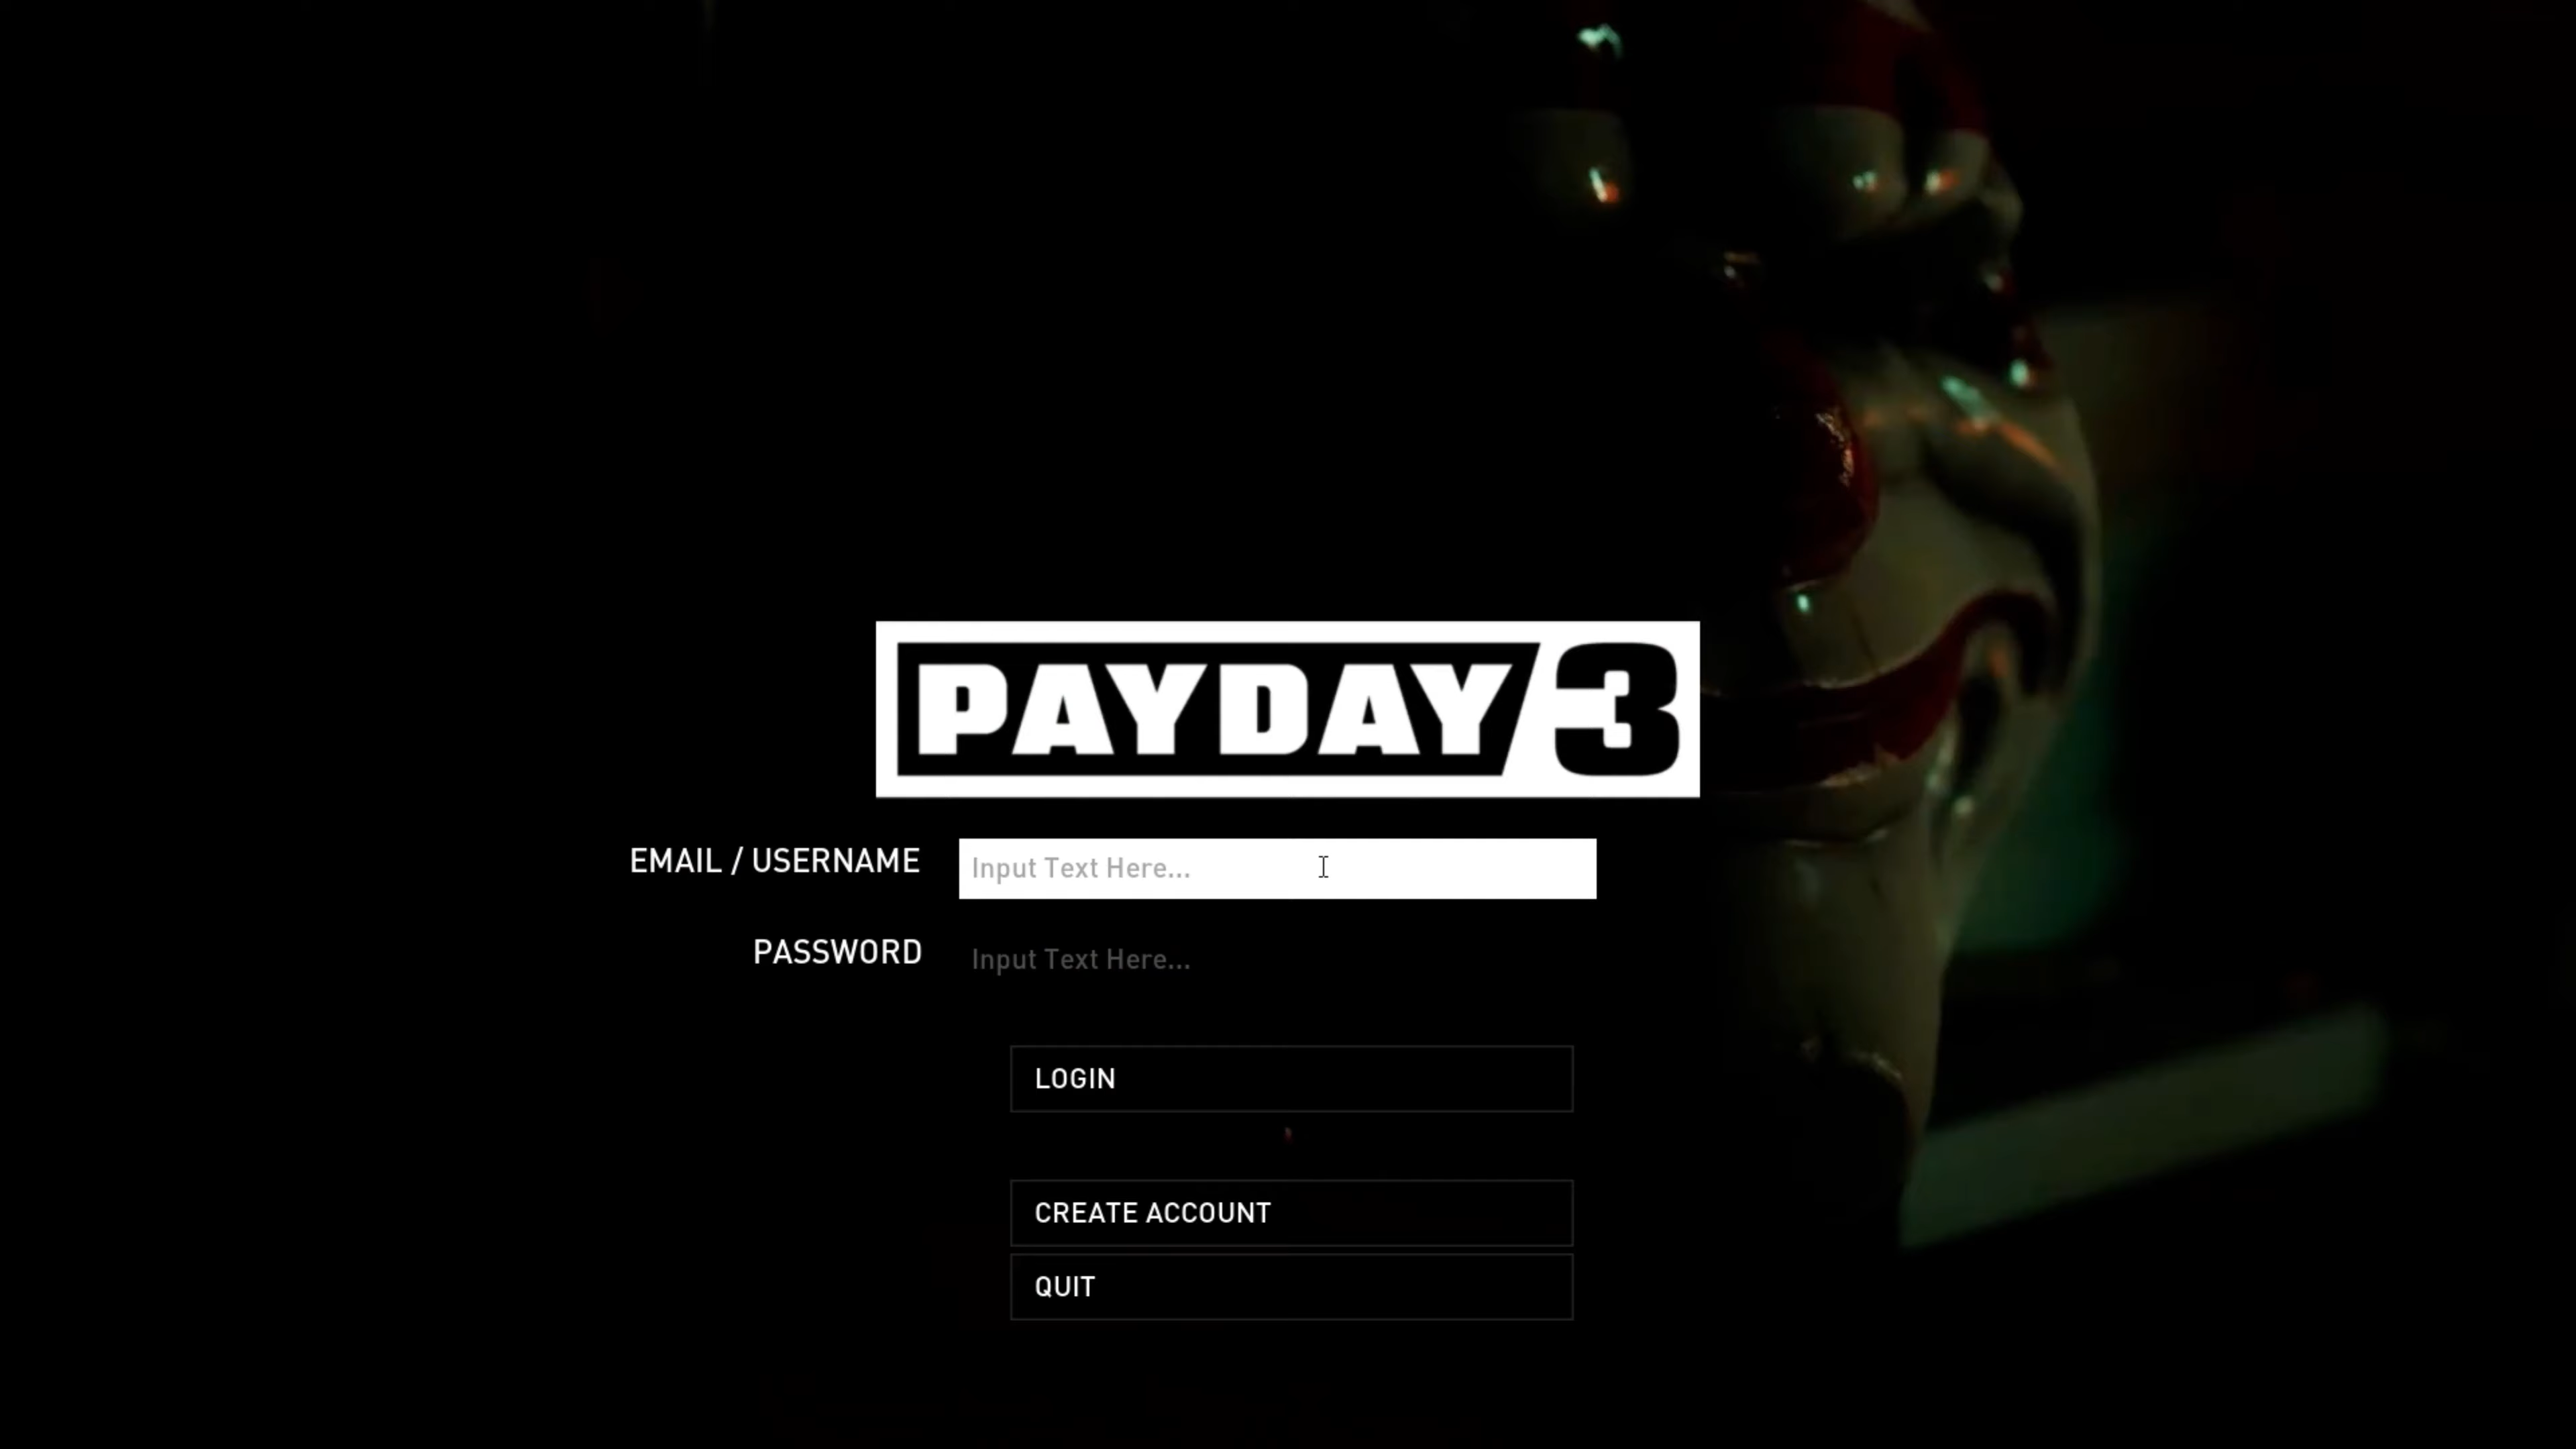 PAYDAY 3
EMAIL / USERNAME Input Text Here...
PASSWORD Input Text Here...
LOGIN
CREATE ACCOUNT
QUIT